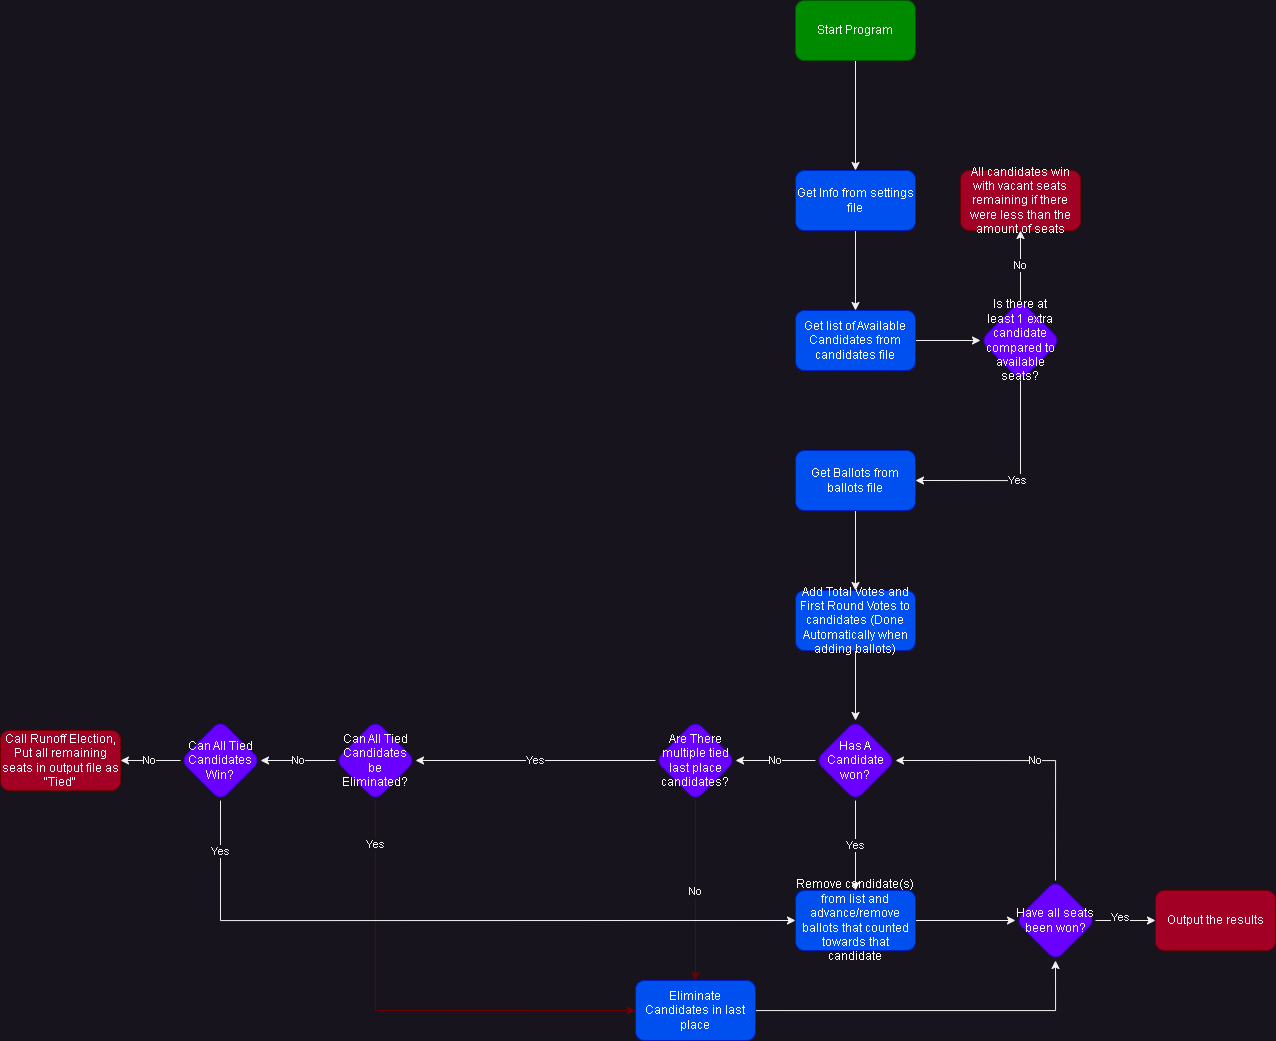 Start Program
Get Info from settings
file
All candidates win
with vacant seats
remaining if there
were less than the
amount of seats
No
Get list of Available
Candidates from
candidates file
Is there at
least 1 extra
candidate
compared to
available
seats?
Get Ballots from
ballots file
Yes
Add Total Votes and
First Round Votes to
candidates (Done
Automatically when
adding ballots)
Call Runoff Election,
Put all remaining
seats in output file as
"Tied"
No
Can All Tied
Candidates
Win?
No
Can All Tied
Candidates
be
Eliminated?
Yes
Are There
multiple tied
last place
candidates?
No
Has A
Candidate
won?
No
Yes
Yes
Yes
No
Remove candidate(s)
from list and
advance/remove
ballots that counted
towards that
candidate
Have all seats
been won?
Yes
Output the results
Eliminate
Candidates in last
place